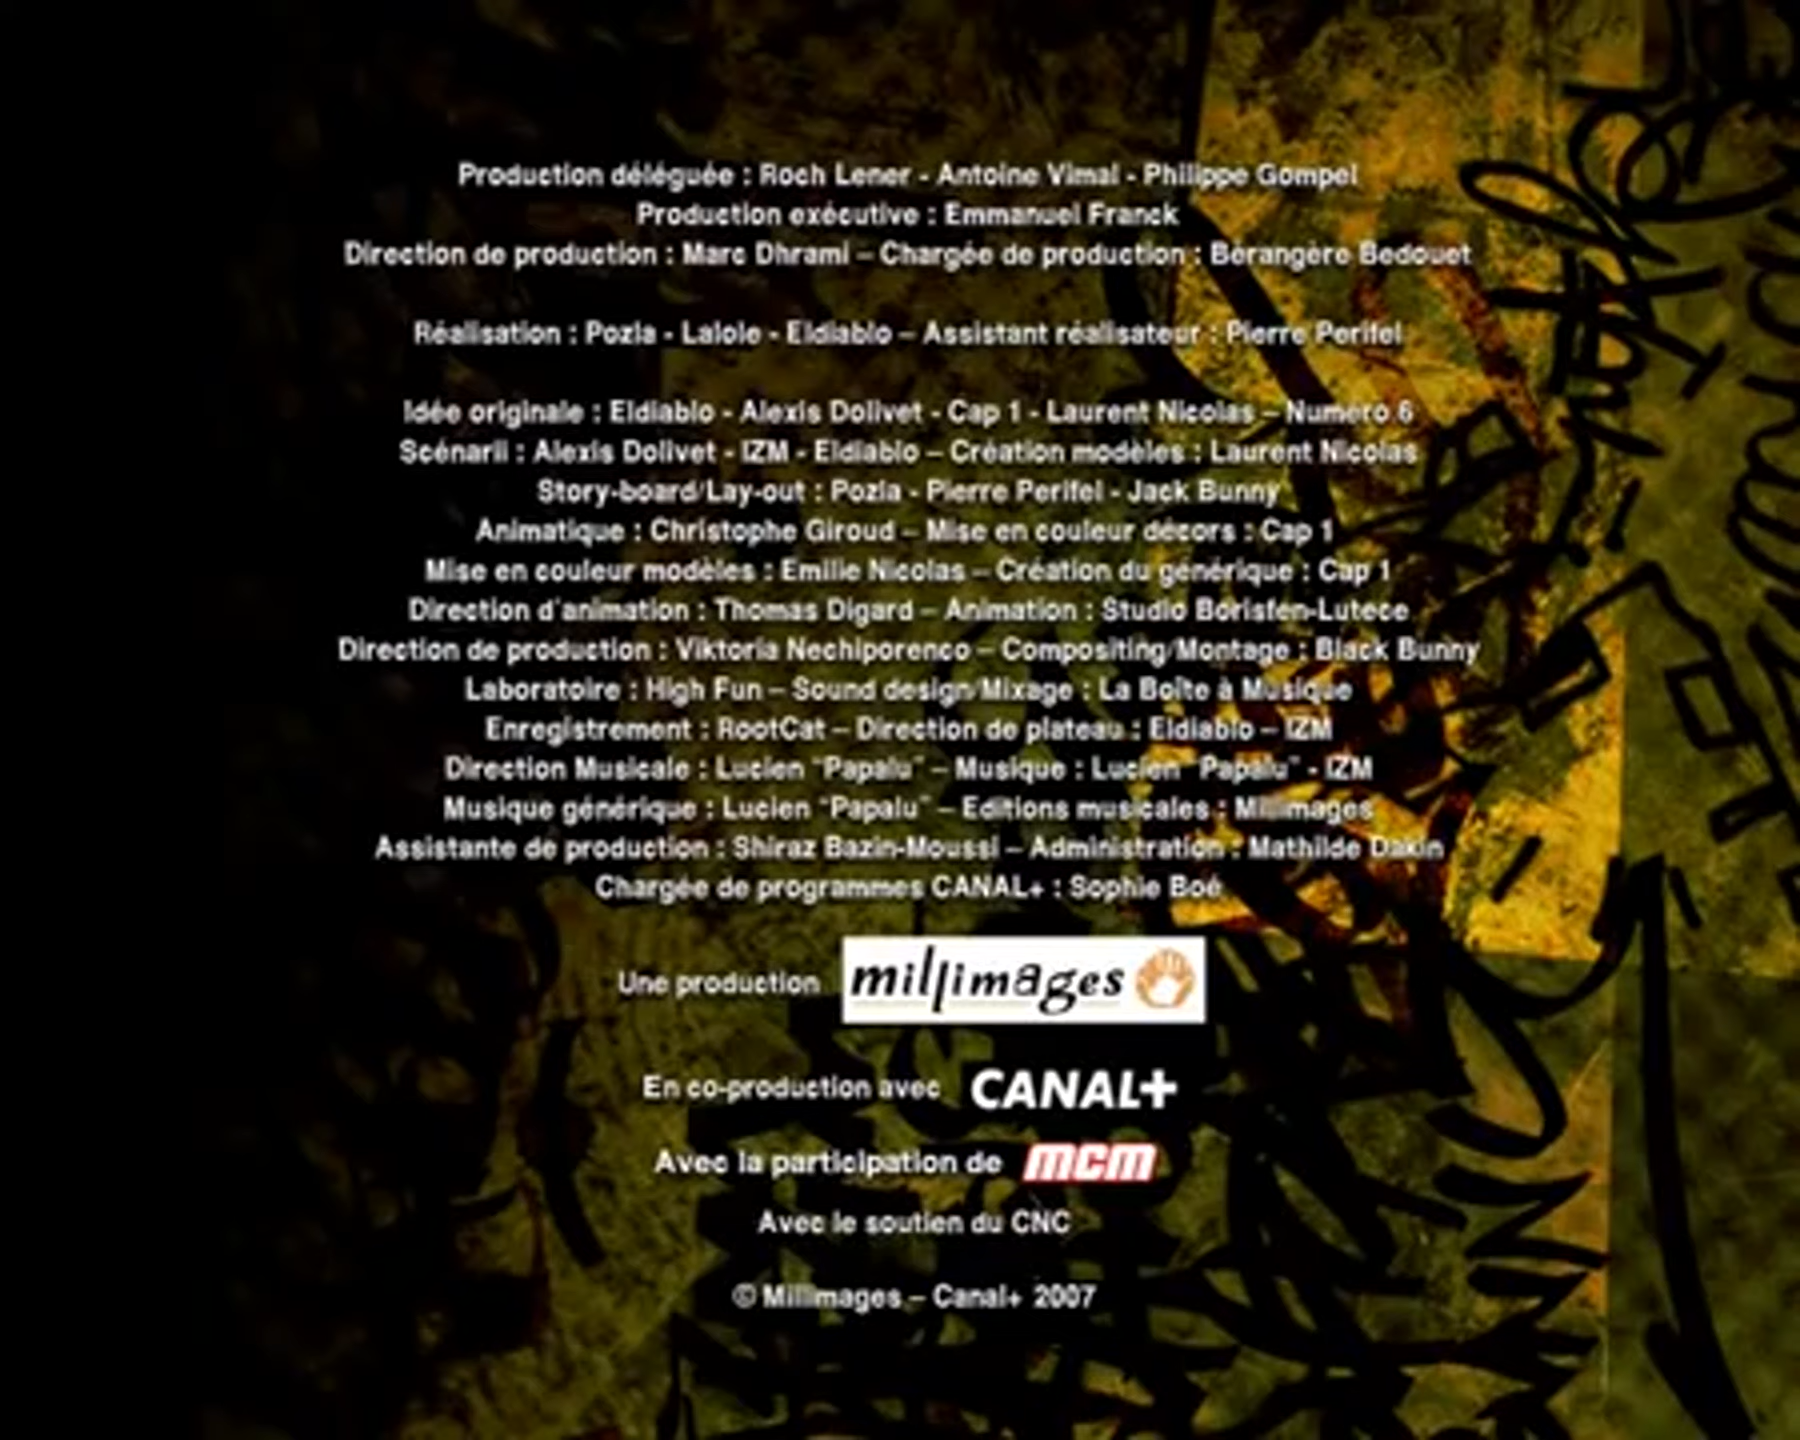 Production déléguée : Roch Lener - Antoine Vimal - Philippe Gompel
Production exécutive : Emmanuel Franck
Direction de production : Marc Dhrami – Chargée de production : Bérangère Bedouet
Réalisation : Pozla - Lalole - Eldiablo – Assistant réalisateur : Pierre Perifel
Idée originale : Eldiablo - Alexis Dolivet - Cap 1 - Laurent Nicolas – Numéro 6
Scénarii : Alexis Dolivet - IZM - Eldiablo – Création modèles : Laurent Nicolas
Story-board/Lay-out : Pozla - Pierre Perifel - Jack Bunny
Animatique : Christophe Giroud – Mise en couleur décors : Cap 1
Mise en couleur modèles : Emilie Nicolas – Création du générique : Cap 1
Direction d'animation : Thomas Digard – Animation : Studio Borisfen-Lutece
Direction de production : Viktoria Nechiporenco – Compositing/Montage : Black Bunny
Laboratoire : High Fun – Sound design/Mixage : La Boîte à Musique
Enregistrement : RootCat – Direction de plateau : Eldiablo – IZM
Direction Musicale : Lucien "Papalu" – Musique : Lucien "Papalu" - IZM
Musique générique : Lucien "Papalu" – Editions musicales : Millimages
Assistante de production : Shiraz Bazin-Moussi – Administration : Mathilde Dakin
Chargée de programmes CANAL+ : Sophie Boé
Une production millimages
En co-production avec CANAL+
Avec la participation de mcm
Avec le soutien du CNC
© Millimages – Canal+ 2007